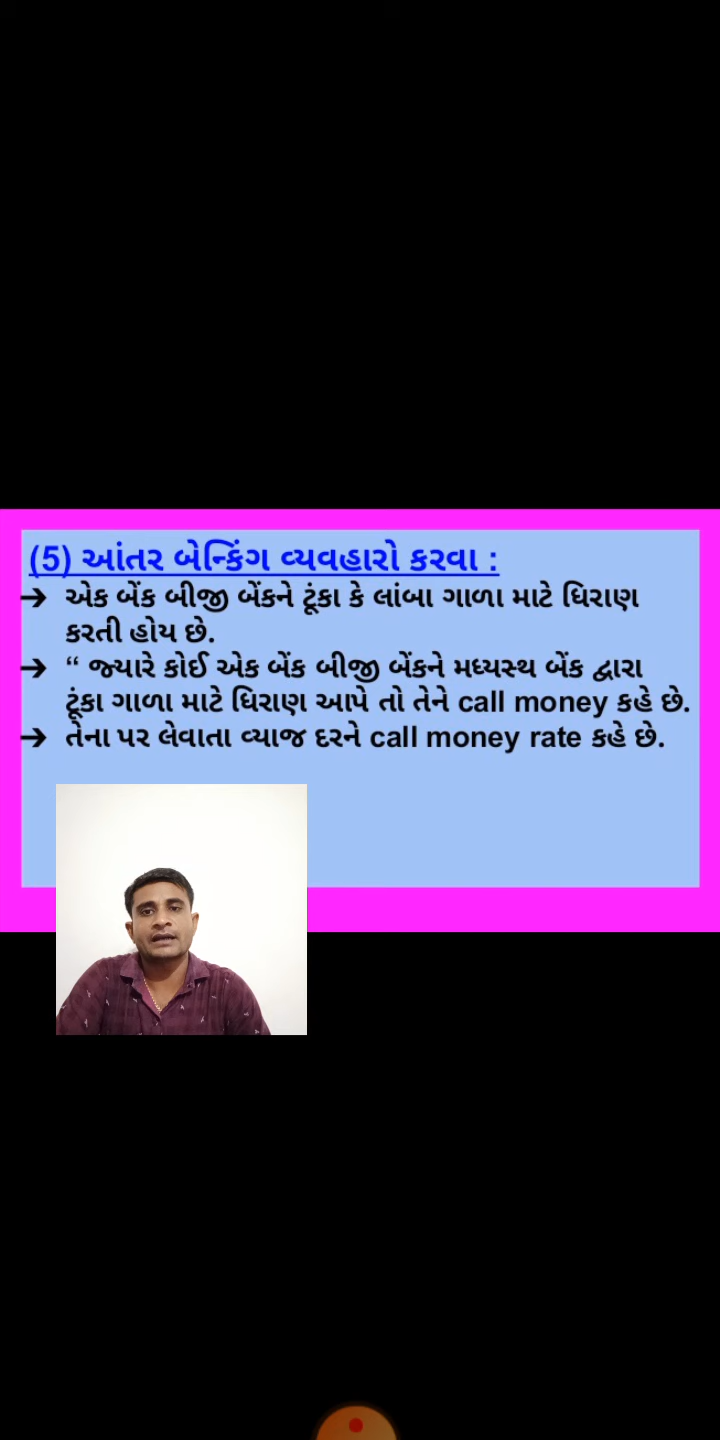 (5) આંતર બેન્કિંગ વ્યવહારો કરવા :
➔ એક બેંક બીજી બેંકને ટૂંકા કે લાંબા ગાળા માટે ધિરાણ
કરતી હોય છે.
➔ “ જ્યારે કોઈ એક બેંક બીજી બેંકને મધ્યસ્થ બેંક દ્વારા
ટૂંકા ગાળા માટે ધિરાણ આપે તો તેને call money કહે છે.
➔ તેના પર લેવાતા વ્યાજ દરને call money rate કહે છે.